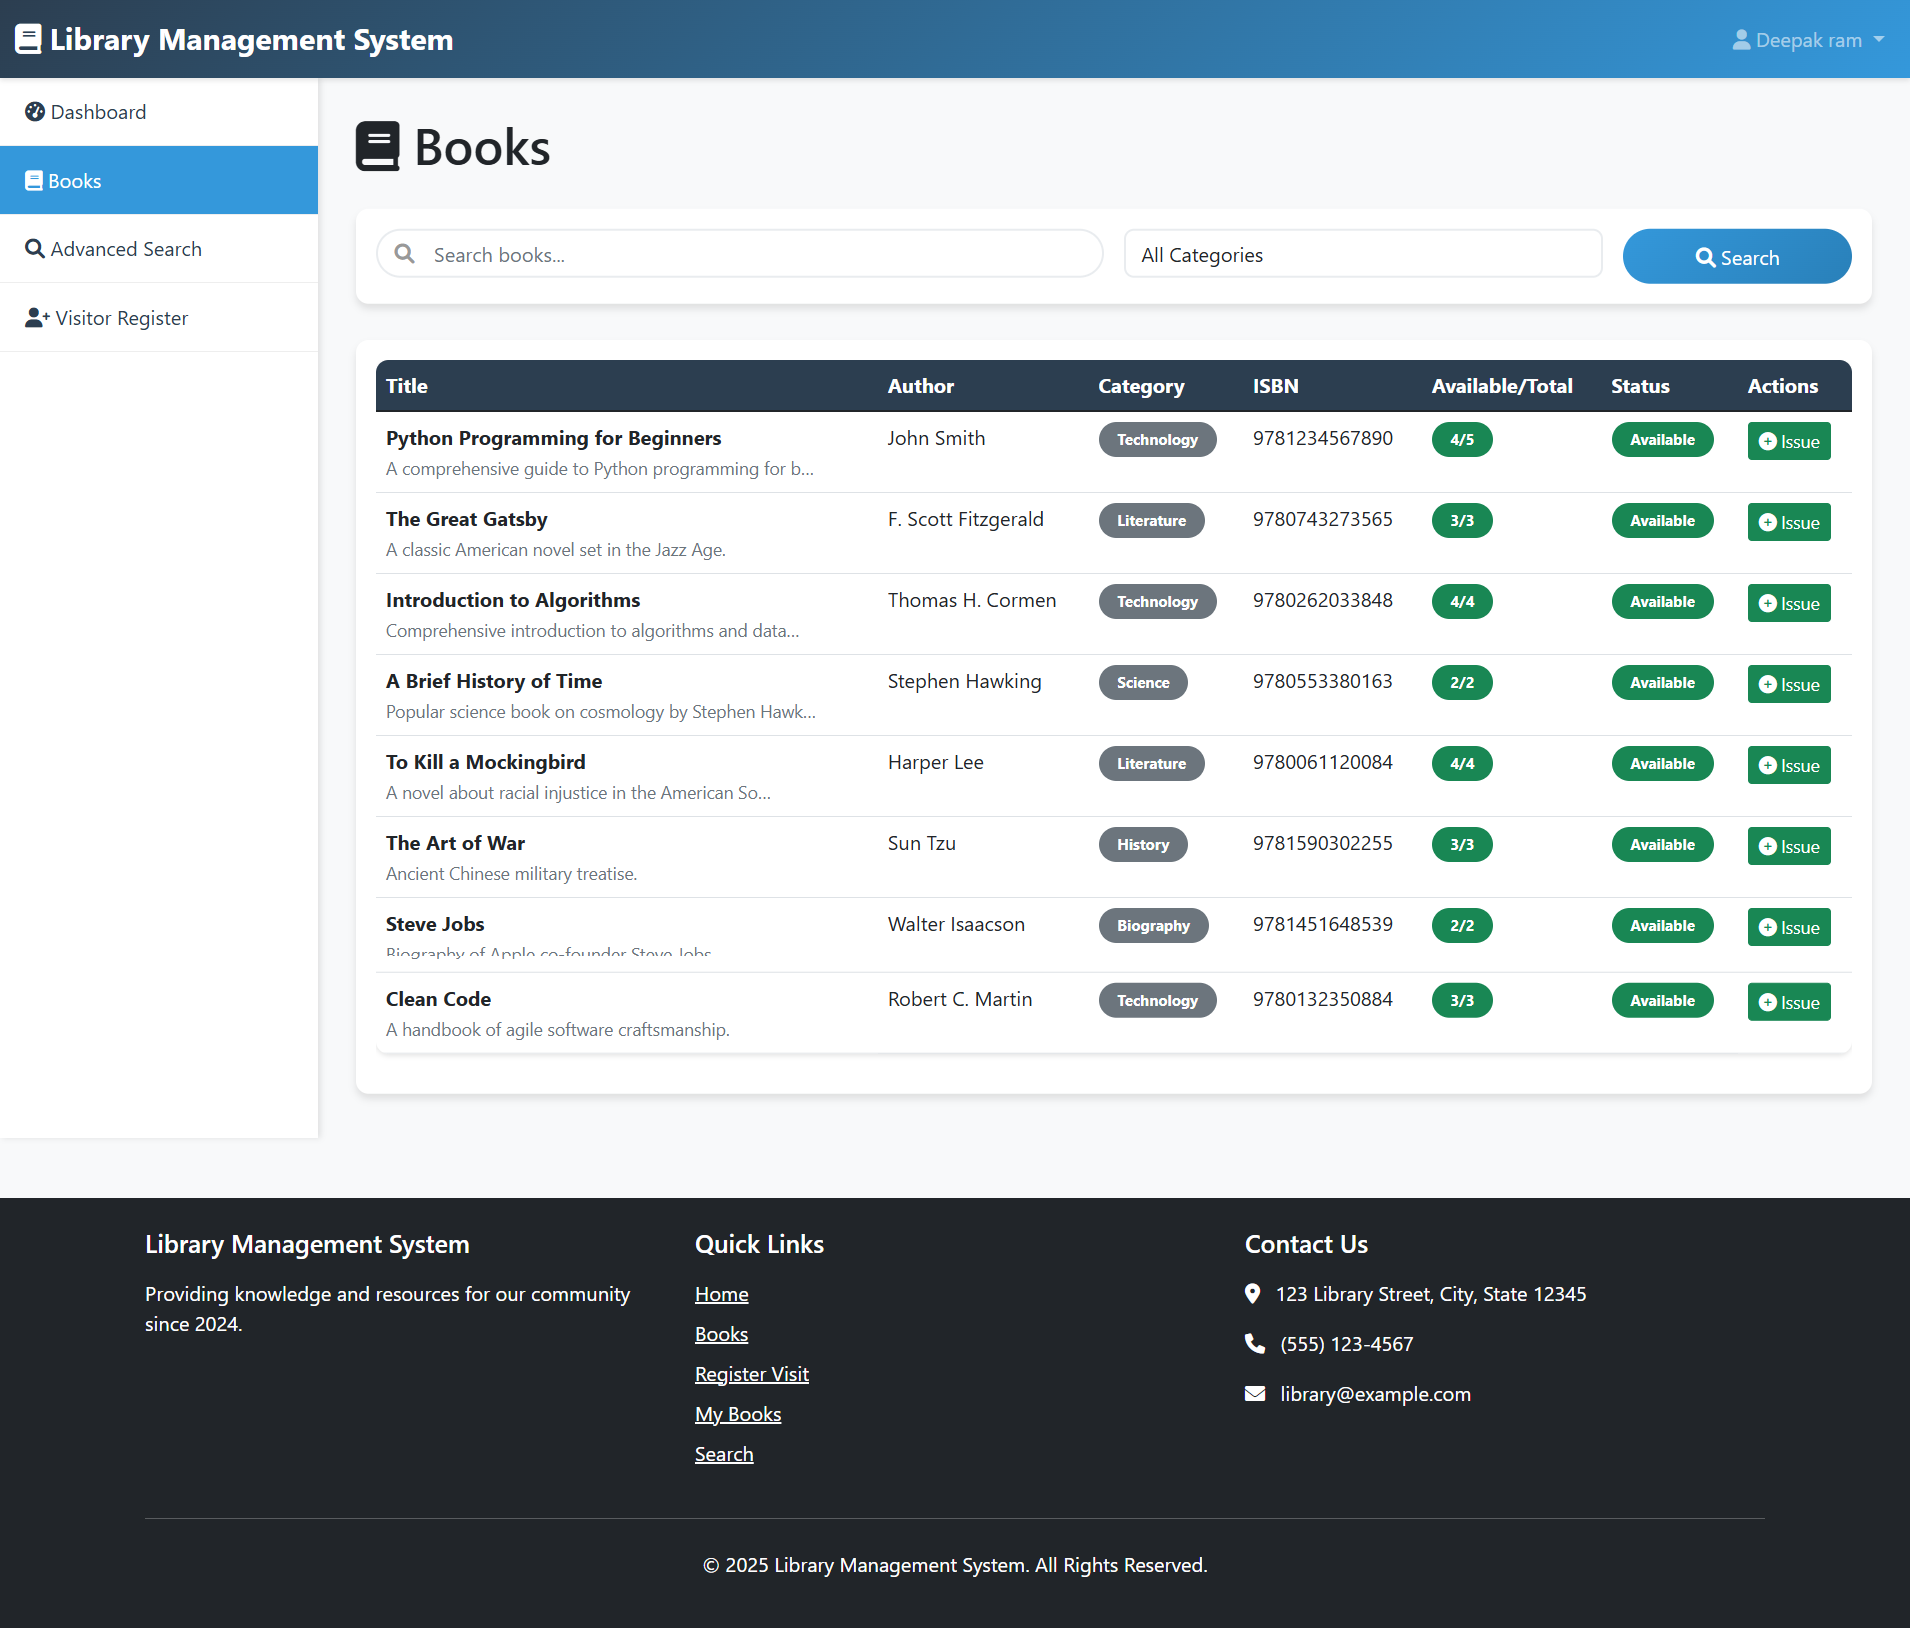 Library Management System
Deepak ram
Dashboard
Books
Advanced Search
Visitor Register
Books
Search books...
All Categories
Search
Title Author Category ISBN Available/Total Status Actions
Python Programming for Beginners John Smith Technology 9781234567890 4/5 Available Issue
A comprehensive guide to Python programming for b...
The Great Gatsby F. Scott Fitzgerald Literature 9780743273565 3/3 Available Issue
A classic American novel set in the Jazz Age.
Introduction to Algorithms Thomas H. Cormen Technology 9780262033848 4/4 Available Issue
Comprehensive introduction to algorithms and data...
A Brief History of Time Stephen Hawking Science 9780553380163 2/2 Available Issue
Popular science book on cosmology by Stephen Hawk...
To Kill a Mockingbird Harper Lee Literature 9780061120084 4/4 Available Issue
A novel about racial injustice in the American So...
The Art of War Sun Tzu History 9781590302255 3/3 Available Issue
Ancient Chinese military treatise.
Steve Jobs Walter Isaacson Biography 9781451648539 2/2 Available Issue
Biography of Apple co-founder Steve Jobs
Clean Code Robert C. Martin Technology 9780132350884 3/3 Available Issue
A handbook of agile software craftsmanship.
Library Management System
Providing knowledge and resources for our community
since 2024.
Quick Links
Home
Books
Register Visit
My Books
Search
Contact Us
123 Library Street, City, State 12345
(555) 123-4567
library@example.com
© 2025 Library Management System. All Rights Reserved.